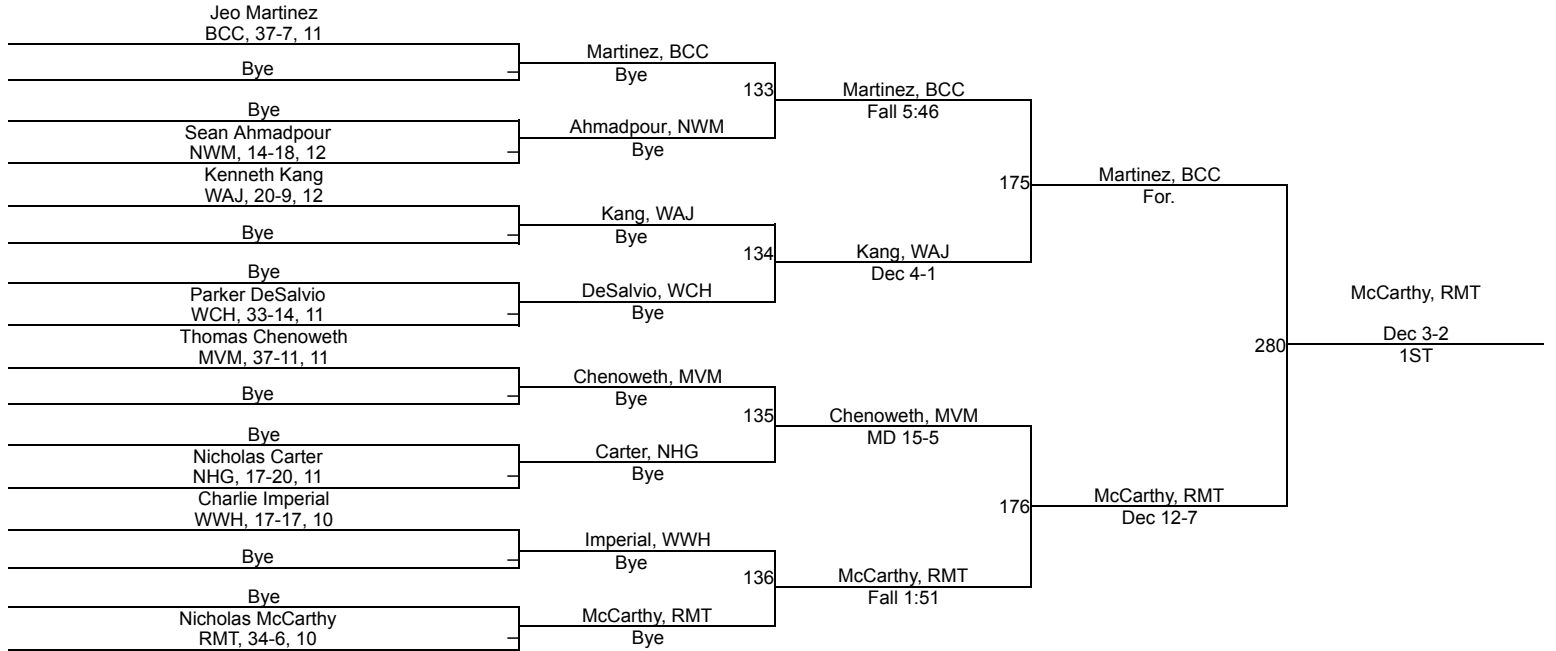 Jeo Martinez
BCC, 37-7, 11
Bye
Bye
Sean Ahmadpour
NWM, 14-18, 12
Kenneth Kang
WAJ, 20-9, 12
Bye
Bye
Parker DeSalvio
WCH, 33-14, 11
Thomas Chenoweth
MVM, 37-11, 11
Bye
Bye
Nicholas Carter
NHG, 17-20, 11
Charlie Imperial
WWH, 17-17, 10
Bye
Bye
Nicholas McCarthy
RMT, 34-6, 10
Martinez, BCC
Bye
133
Ahmadpour, NWM
Bye
Kang, WAJ
Bye
134
DeSalvio, WCH
Bye
Chenoweth, MVM
Bye
135
Carter, NHG
Bye
Imperial, WWH
Bye
136
McCarthy, RMT
Bye
Martinez, BCC
Fall 5:46
175
Kang, WAJ
Dec 4-1
Chenoweth, MVM
MD 15-5
176
McCarthy, RMT
Fall 1:51
Martinez, BCC
For.
280
McCarthy, RMT
Dec 12-7
McCarthy, RMT
Dec 3-2
1ST